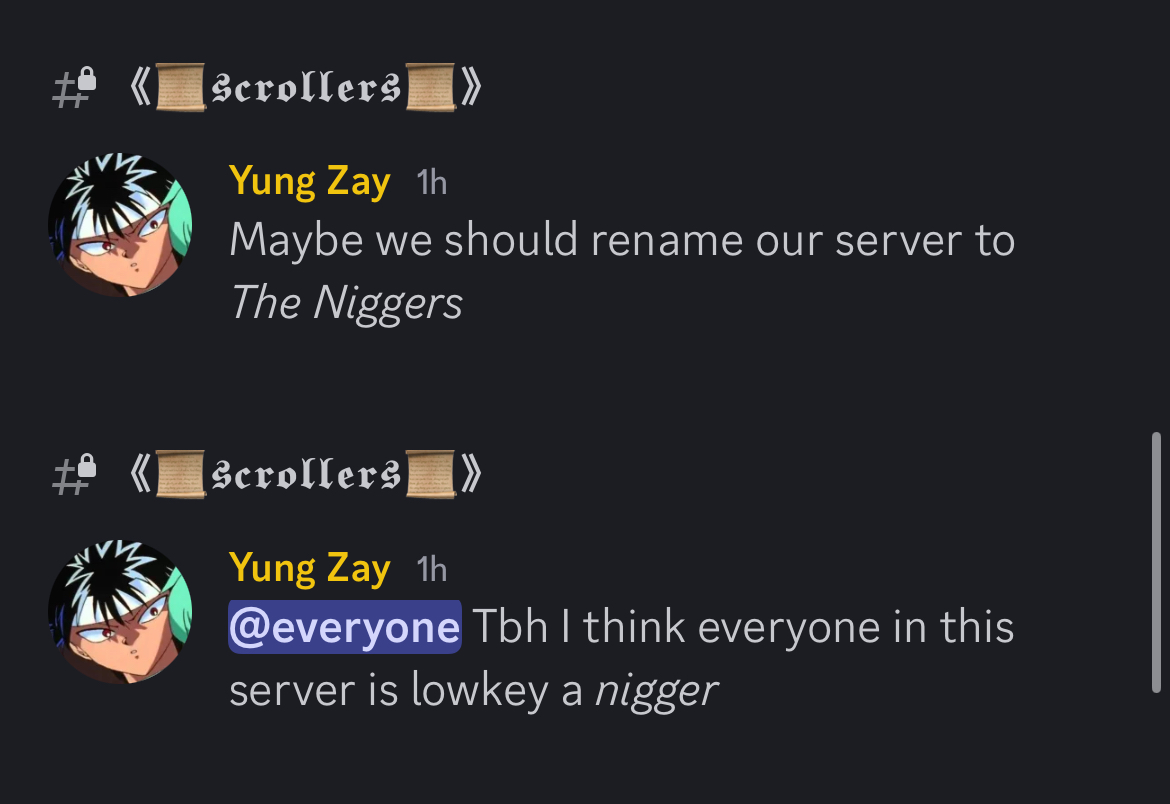 《📜𝖘𝖈𝖗𝖔𝖑𝖑𝖊𝖗𝖘📜》
Yung Zay 1h
Maybe we should rename our server to
The Niggers
《📜𝖘𝖈𝖗𝖔𝖑𝖑𝖊𝖗𝖘📜》
Yung Zay 1h
@everyone Tbh I think everyone in this
server is lowkey a nigger